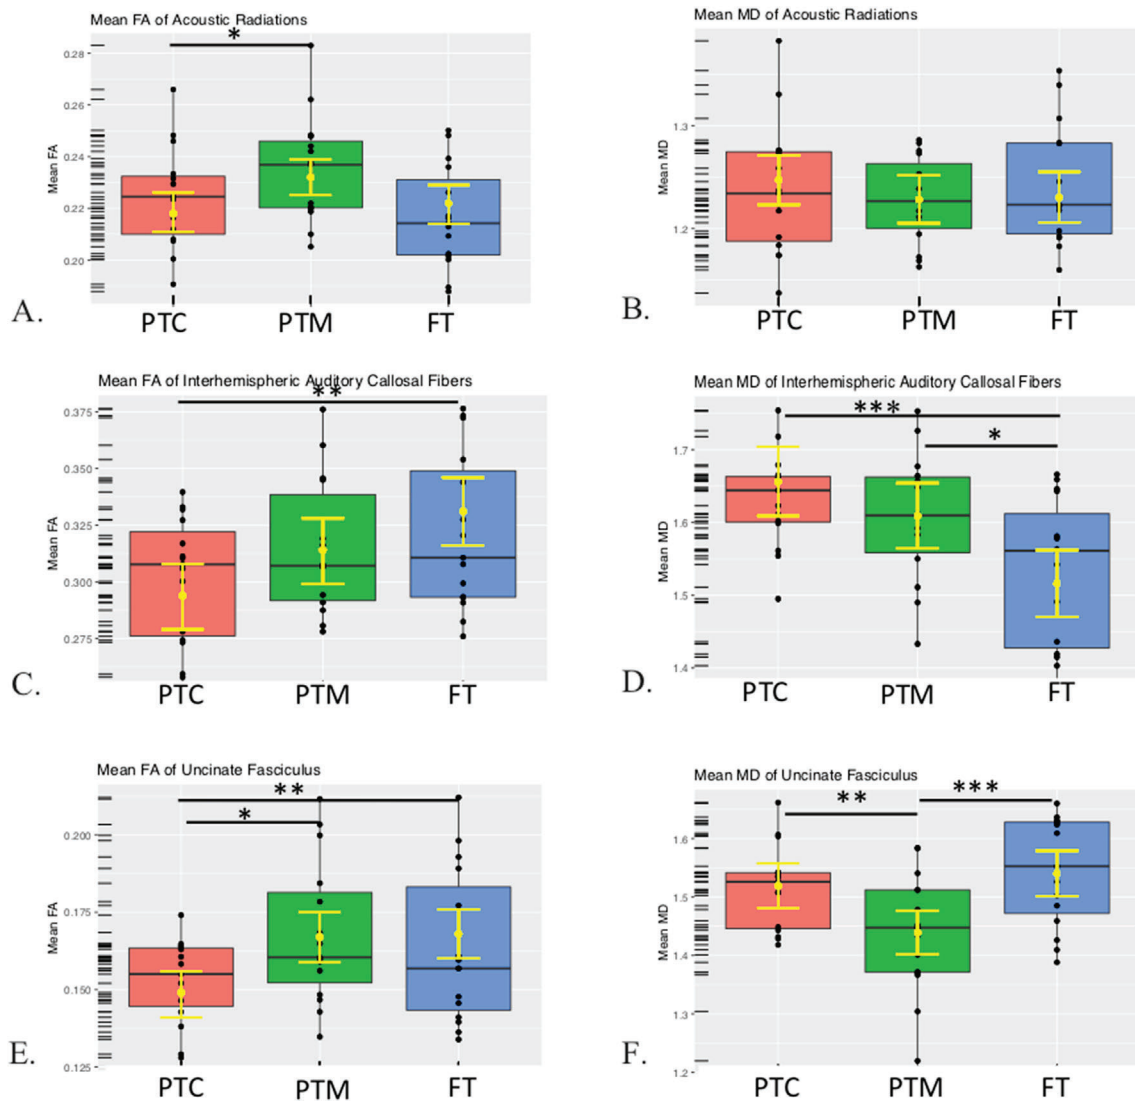 Mean FA of Acoustic Radiations
*
0.28
0.26
0.24
0.22
0.20
Mean FA
PTC PTM FT
A.
Mean MD of Acoustic Radiations
1.3
1.2
Mean MD
PTC PTM FT
B.
Mean FA of Interhemispheric Auditory Callosal Fibers
**
0.375
0.350
0.325
0.300
0.275
Mean FA
PTC PTM FT
C.
Mean MD of Interhemispheric Auditory Callosal Fibers
***
*
1.7
1.6
1.5
1.4
Mean MD
PTC PTM FT
D.
Mean FA of Uncinate Fasciculus
**
*
0.200
0.175
0.150
0.125
Mean FA
PTC PTM FT
E.
Mean MD of Uncinate Fasciculus
** ***
1.6
1.5
1.4
1.3
1.2
Mean MD
PTC PTM FT
F.